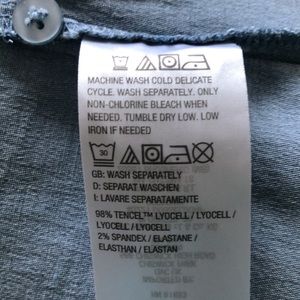 MACHINE WASH COLD DELICATE
CYCLE. WASH SEPARATELY. ONLY
NON-CHLORINE BLEACH WHEN
NEEDED. TUMBLE DRY LOW. LOW
IRON IF NEEDED
30
GB: WASH SEPARATELY
D: SEPARAT WASCHEN
I: LAVARE SEPARATAMENTE
98% TENCEL™ LYOCELL / LYOCELL /
LYOCELL / LYOCELL
2% SPANDEX / ELASTANE /
ELASTHAN / ELASTAN